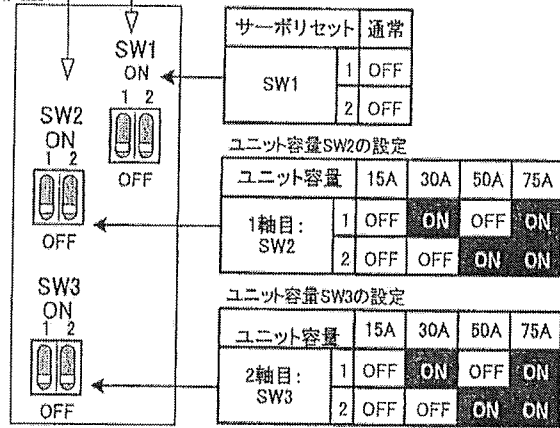 SW1
ON
1 2
OFF
SW2
ON
1 2
OFF
SW3
ON
1 2
OFF
サーボリセット 通常
SW1 1 OFF
2 OFF
ユニット容量SW2の設定
ユニット容量 15A 30A 50A 75A
1軸目: SW2 1 OFF ON OFF ON
2 OFF OFF ON ON
ユニット容量SW3の設定
ユニット容量 15A 30A 50A 75A
2軸目: SW3 1 OFF ON OFF ON
2 OFF OFF ON ON